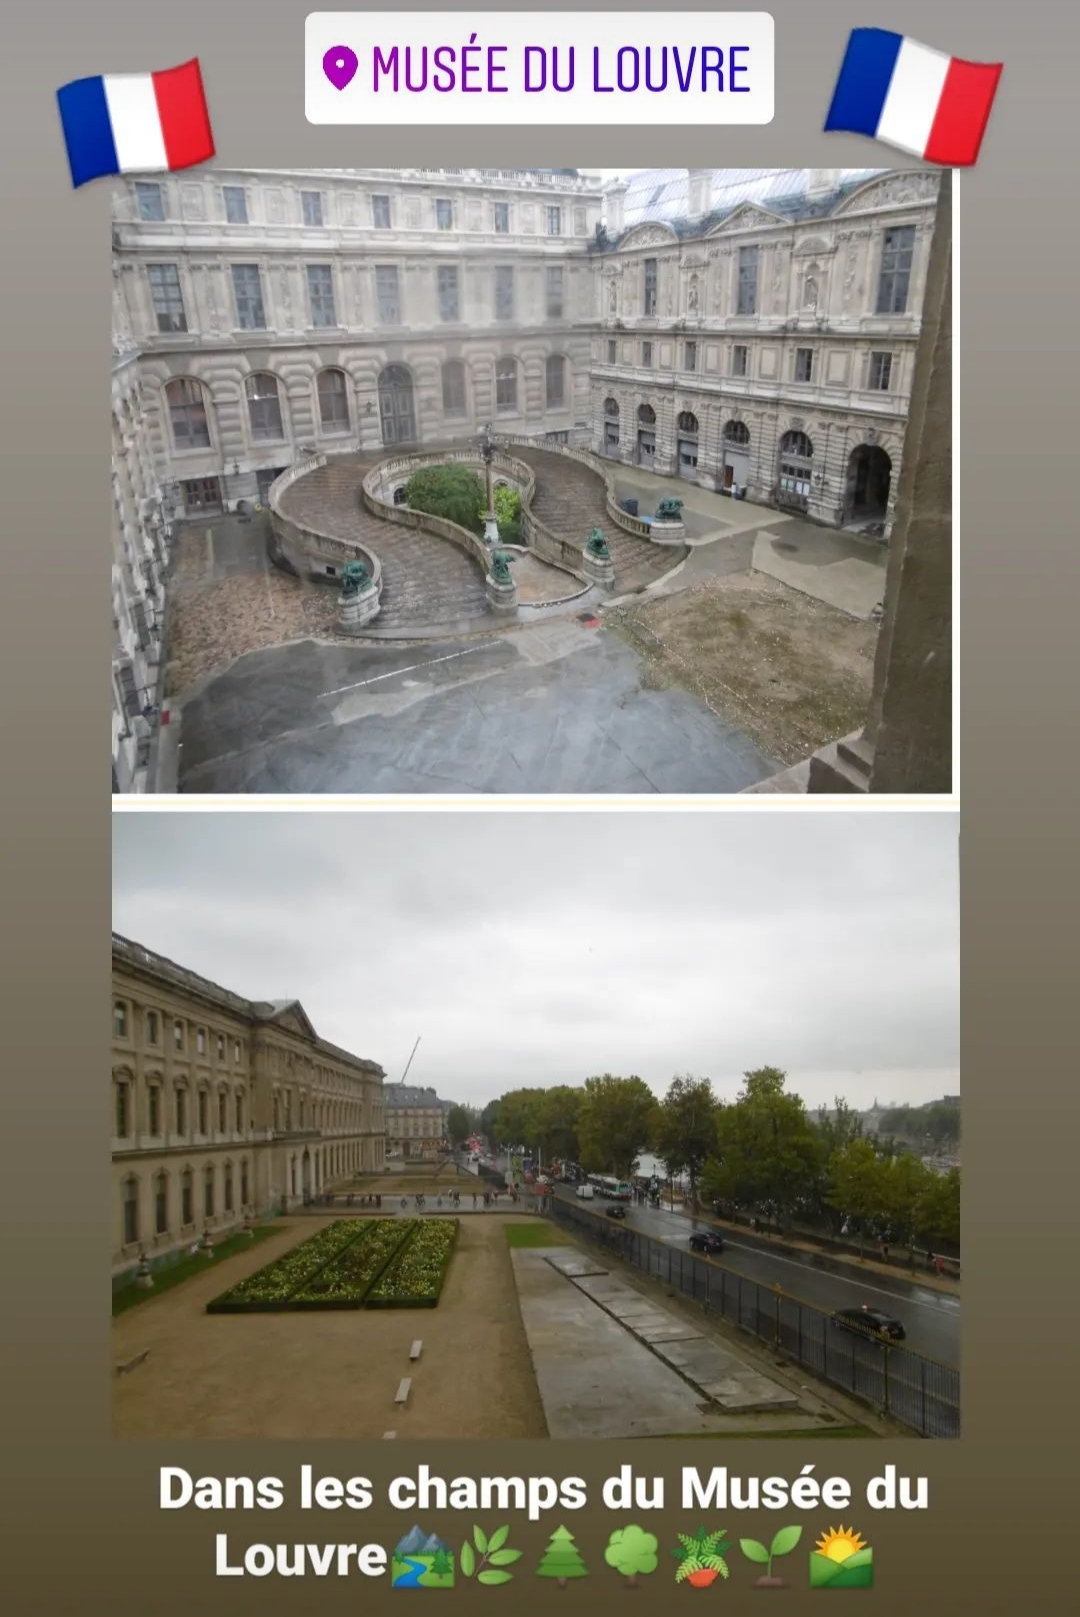 MUSÉE DU LOUVRE
Dans les champs du Musée du
Louvre🏞️🌿🌲🌳🪴🌱🌄